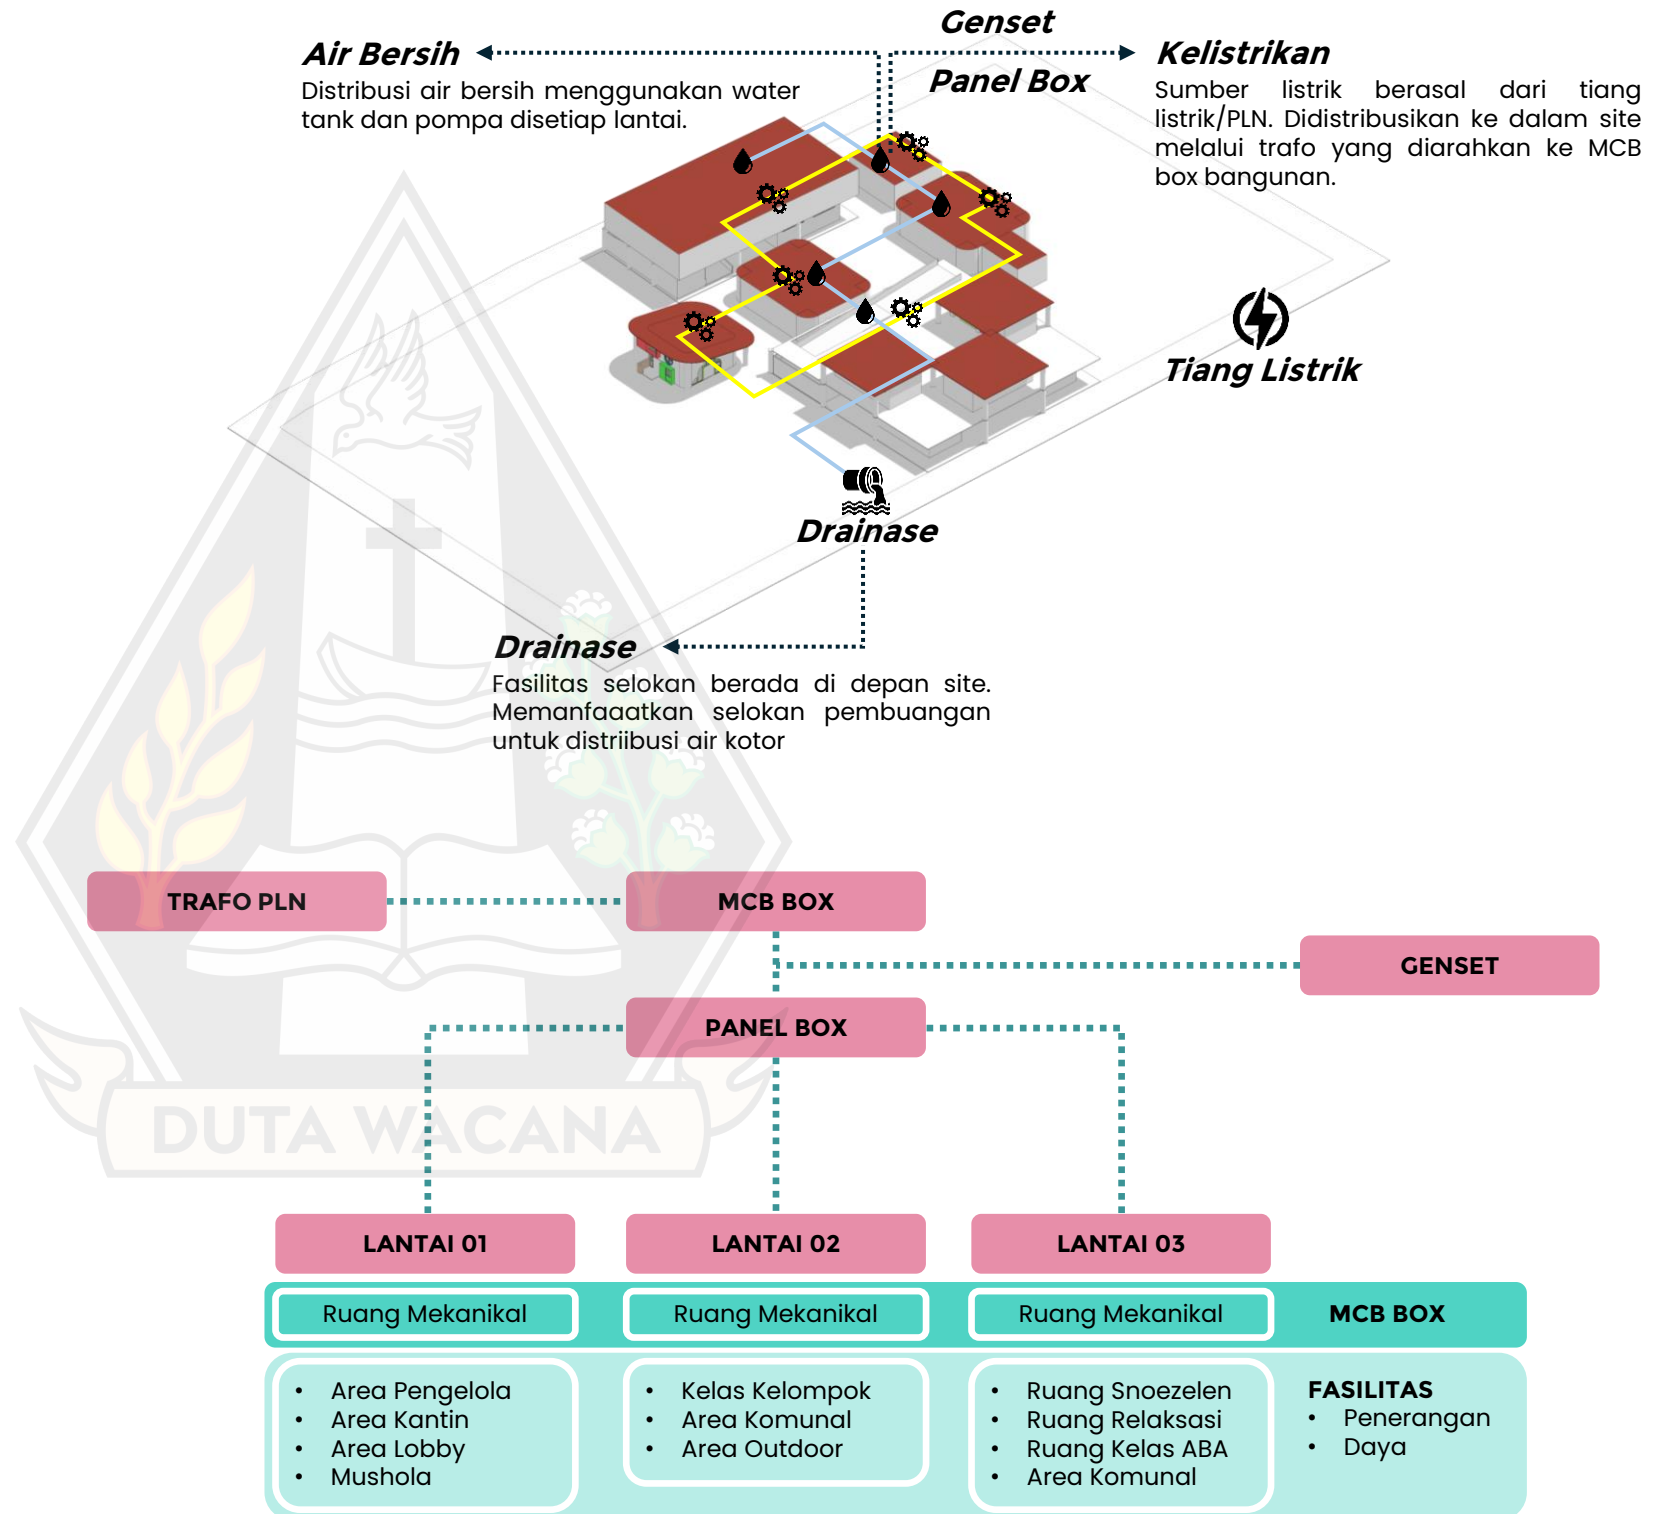 Genset
Air Bersih
Kelistrikan
Panel Box
Distribusi air bersih menggunakan water
tank dan pompa disetiap lantai.
Sumber listrik berasal dari tiang
listrik/PLN. Didistribusikan ke dalam site
melalui trafo yang diarahkan ke MCB
box bangunan.
Tiang Listrik
Drainase
Drainase
Fasilitas selokan berada di depan site.
Memanfaaatkan selokan pembuangan
untuk distriibusi air kotor
TRAFO PLN
MCB BOX
GENSET
PANEL BOX
DUTA WACANA
LANTAI 01
LANTAI 02
LANTAI 03
Ruang Mekanikal
Ruang Mekanikal
Ruang Mekanikal
MCB BOX
• Area Pengelola
• Area Kantin
• Area Lobby
• Mushola
• Kelas Kelompok
• Area Komunal
• Area Outdoor
• Ruang Snoezelen
• Ruang Relaksasi
• Ruang Kelas ABA
• Area Komunal
FASILITAS
• Penerangan
• Daya